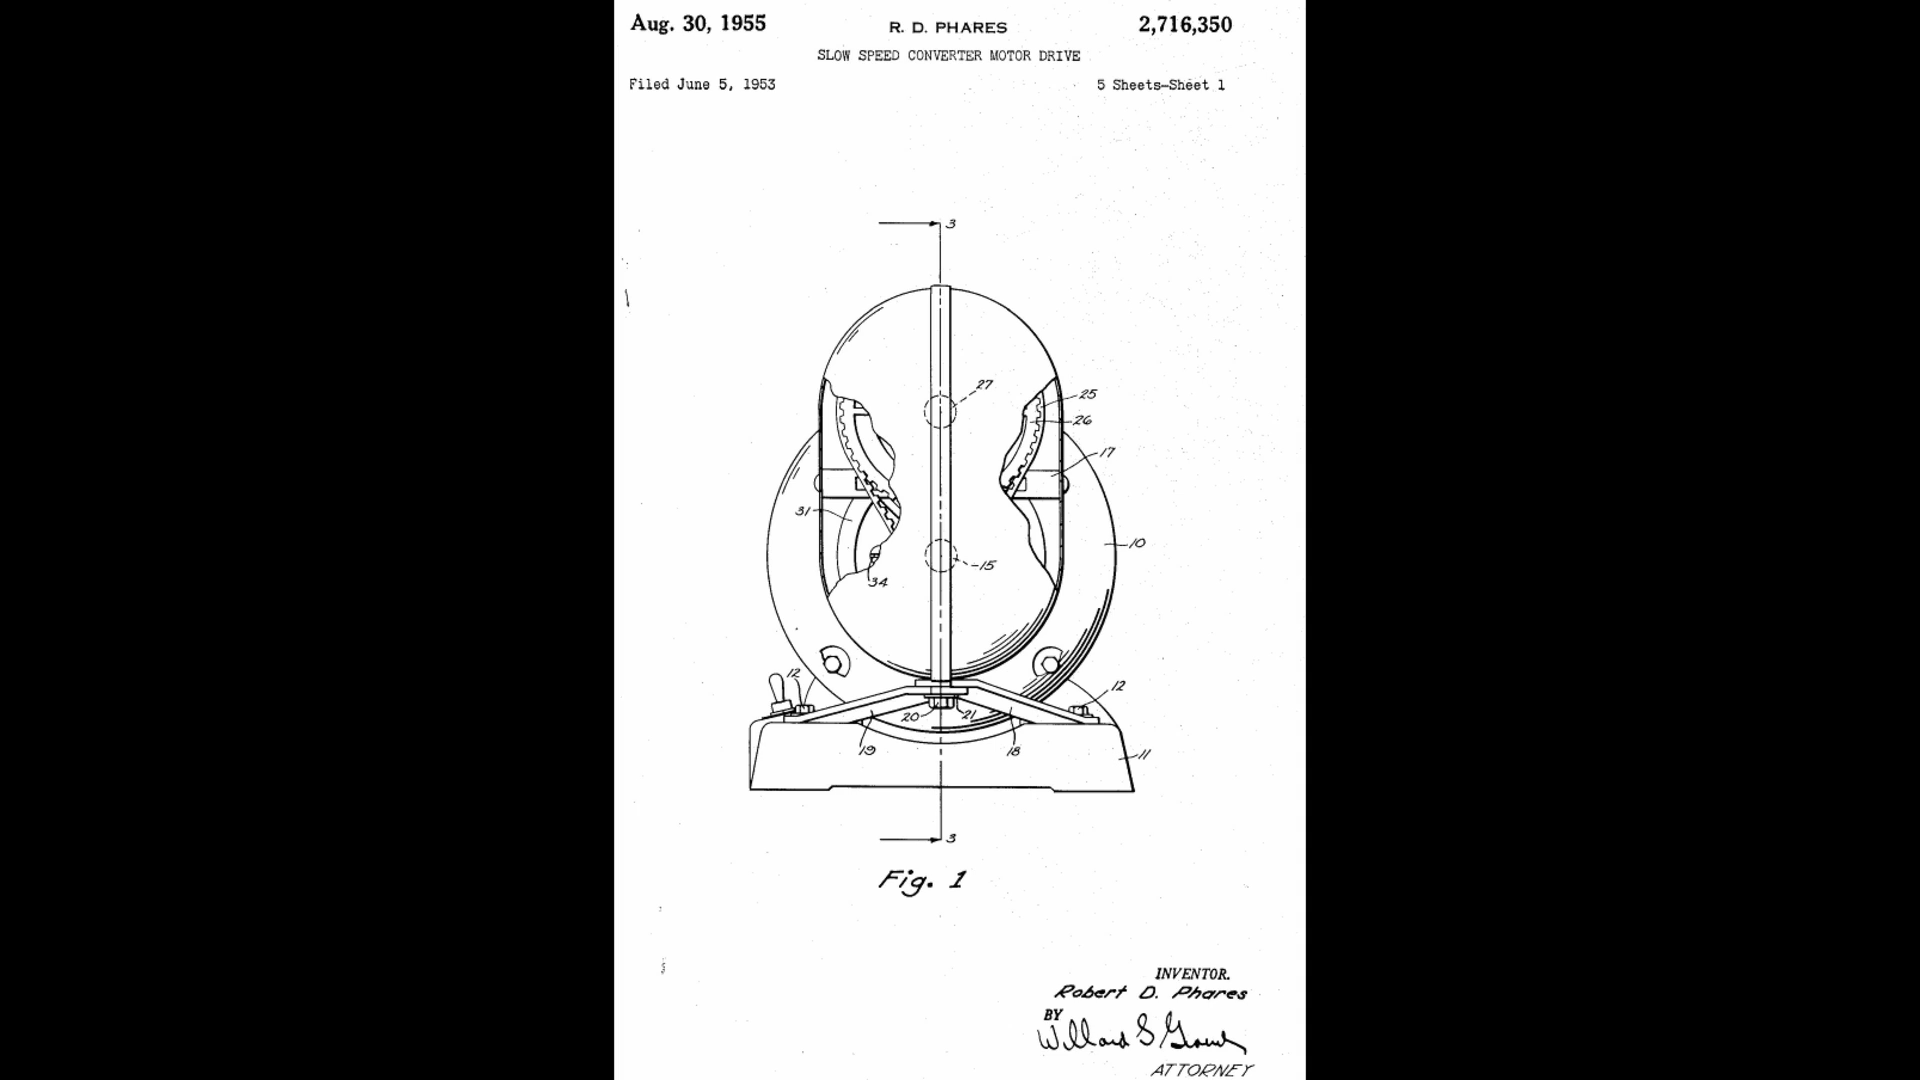 Aug. 30, 1955
R. D. PHARES
2,716,350
SLOW SPEED CONVERTER MOTOR DRIVE
Filed June 5, 1953
5 Sheets-Sheet 1
3
27
25
26
17
31
10
15
34
12
12
20
21
19
18
11
3
Fig. 1
INVENTOR.
Robert D. Phares
BY
Willard S.
ATTORNEY